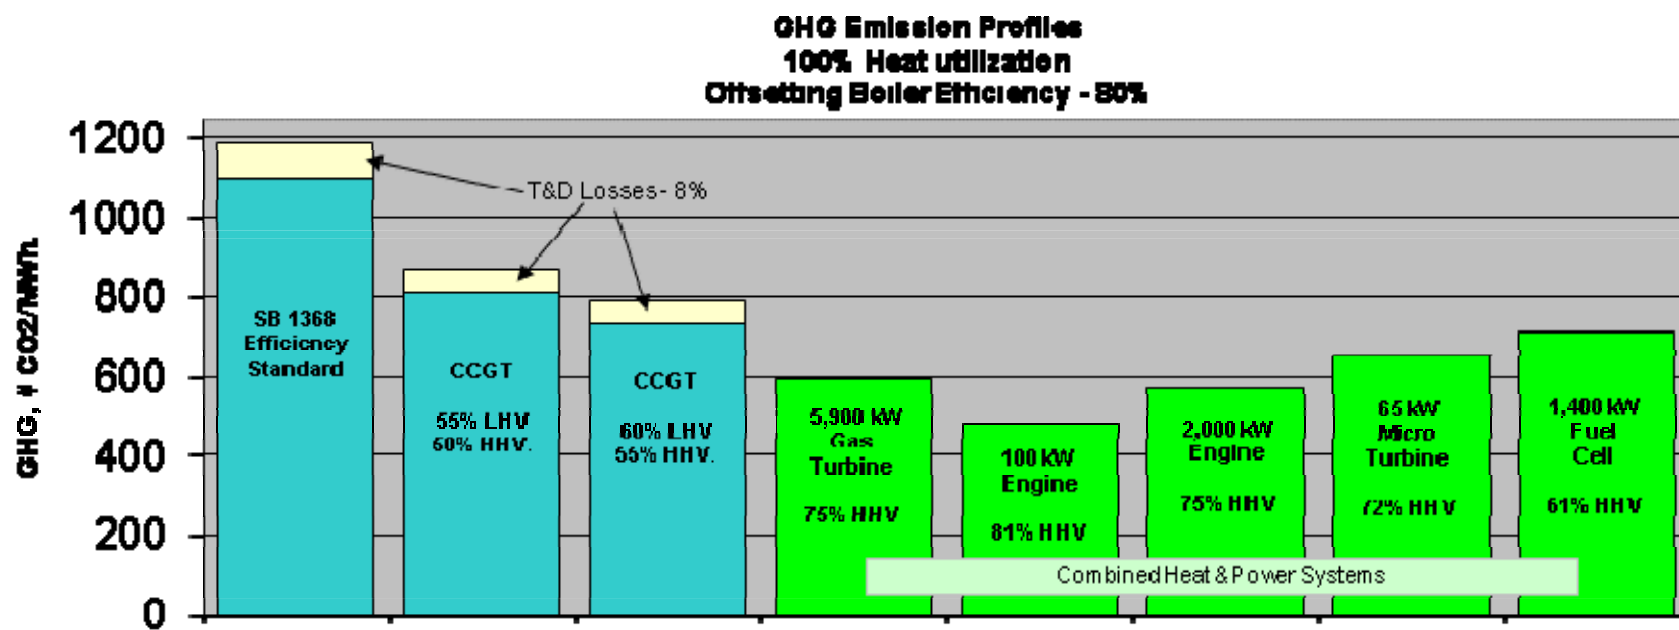 GHG Emission Profiles
100% Heat utilization
Offsetting Boiler Efficiency - 80%
GHG, # CO2/MWh.
1200
1000
800
600
400
200
0
T&D Losses- 8%
SB 1368
Efficiency
Standard
CCGT
55% LHV
50% HHV.
CCGT
60% LHV
55% HHV.
5,900 kW
Gas
Turbine
75% HHV
100 kW
Engine
81% HHV
2,000 kW
Engine
75% HHV
65 kW
Micro
Turbine
72% HHV
1,400 kW
Fuel
Cell
61% HHV
Combined Heat & Power Systems